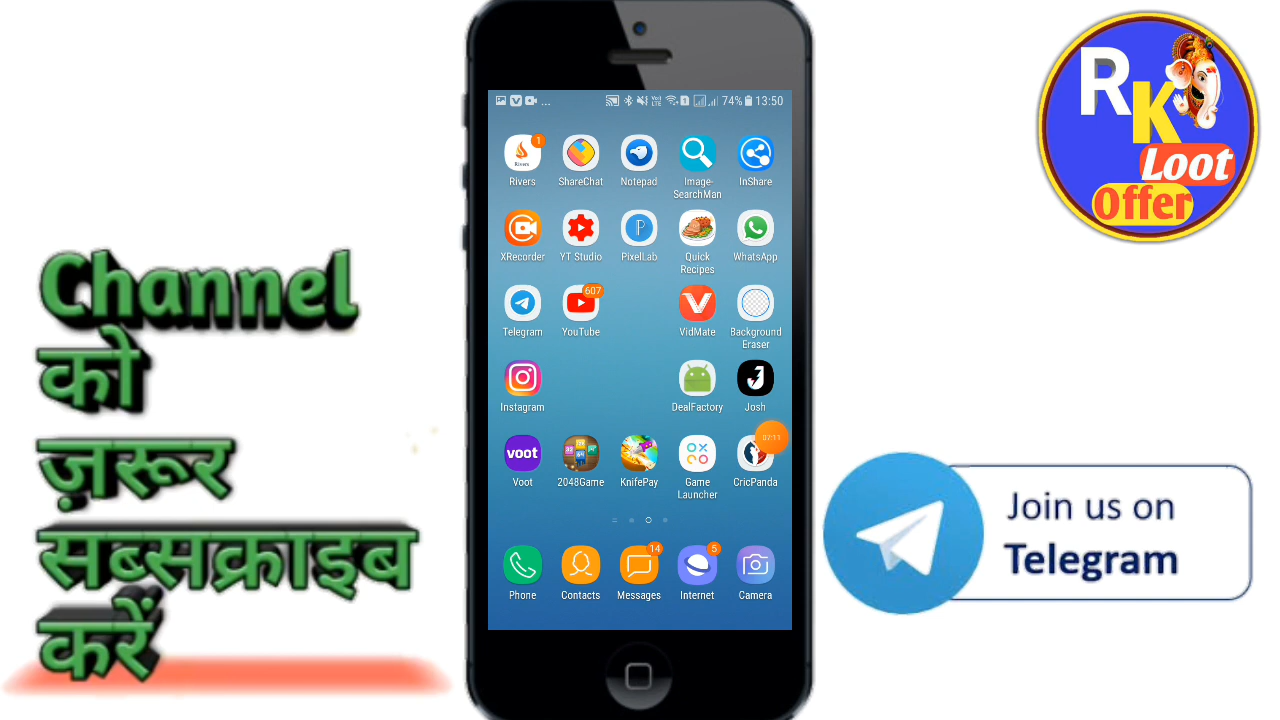 Channel
को
ज़रूर
सब्सक्राइब
करें
... 74% 13:50
1
Rivers
Rivers ShareChat Notepad Image- SearchMan InShare
XRecorder YT Studio PixelLab Quick Recipes WhatsApp
607
Telegram YouTube VidMate Background Eraser
Instagram DealFactory Josh
voot 07:11
Voot 2048Game KnifePay Game Launcher CricPanda
14 5
Phone Contacts Messages Internet Camera
RK
Loot
Offer
Join us on
Telegram